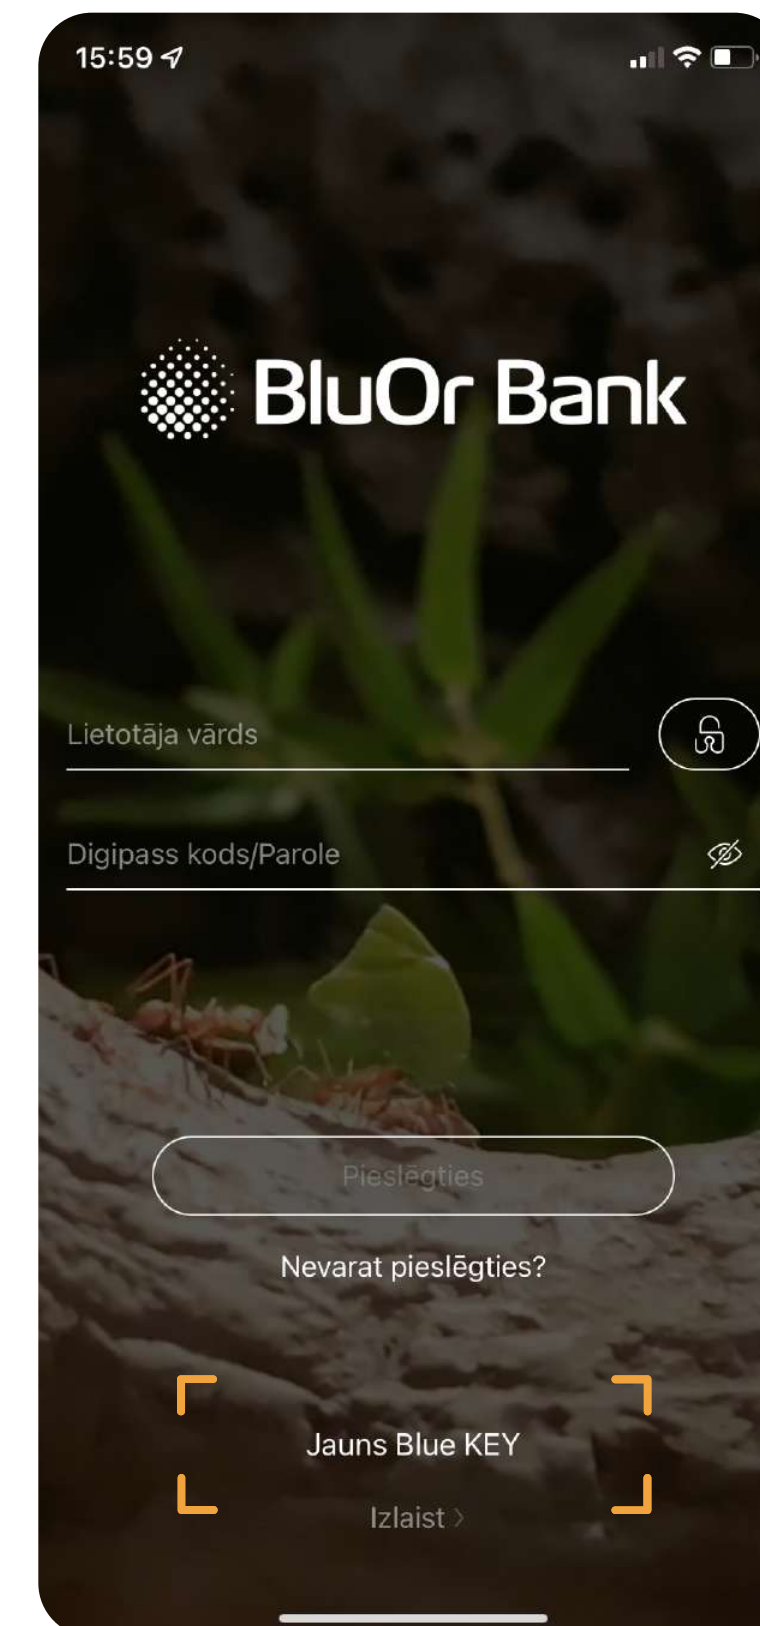 15:59
BluOr Bank
Lietotāja vārds
Digipass kods/Parole
Pieslēgties
Nevarat pieslēgties?
Jauns Blue KEY
Izlaist